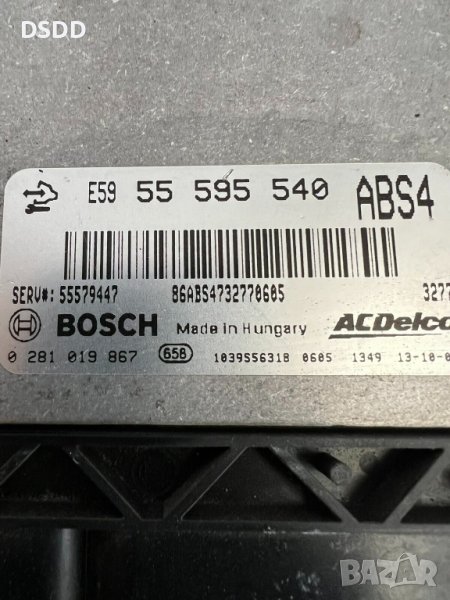 DSDD
E59 55 595 540 ABS4
SERV#: 55579447 86ABS4732770605 3277
BOSCH Made in Hungary ACDelco
0 281 019 867 658 1039S56318 0605 1349 13-10-0
BAZAR